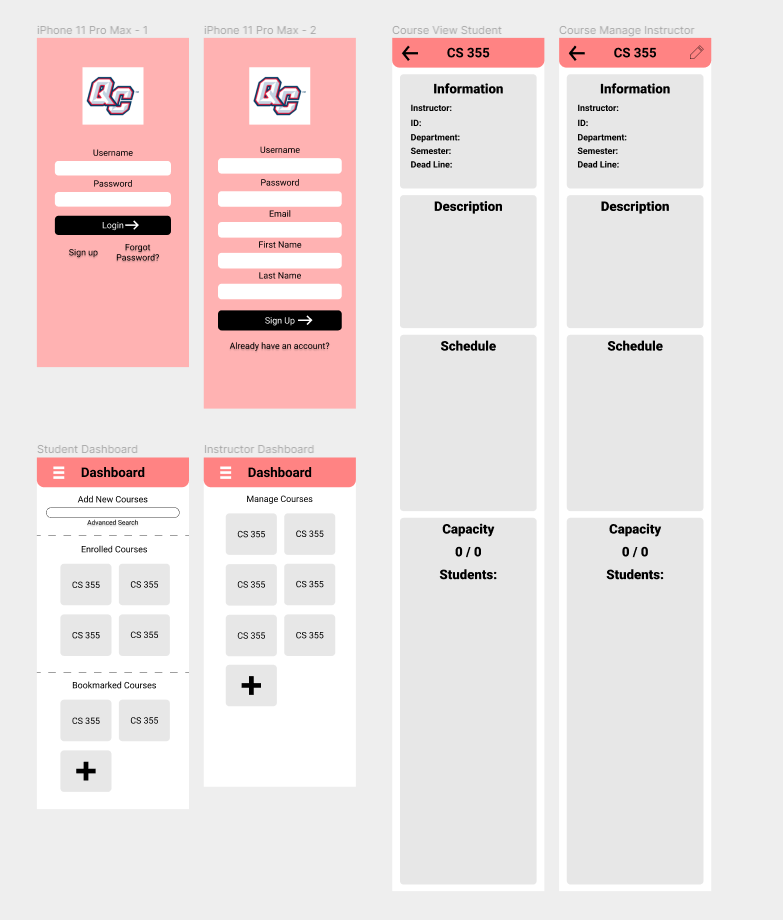 iPhone 11 Pro Max - 1
QC
Username
Password
Login
Sign up
Forgot
Password?
iPhone 11 Pro Max - 2
QC
Username
Password
Email
First Name
Last Name
Sign Up
Already have an account?
Student Dashboard
Dashboard
Add New Courses
Advanced Search
Enrolled Courses
CS 355 CS 355
CS 355 CS 355
Bookmarked Courses
CS 355 CS 355
Instructor Dashboard
Dashboard
Manage Courses
CS 355 CS 355
CS 355 CS 355
CS 355 CS 355
Course View Student
CS 355
Information
Instructor:
ID:
Department:
Semester:
Dead Line:
Description
Schedule
Capacity
0 / 0
Students:
Course Manage Instructor
CS 355
Information
Instructor:
ID:
Department:
Semester:
Dead Line:
Description
Schedule
Capacity
0 / 0
Students: